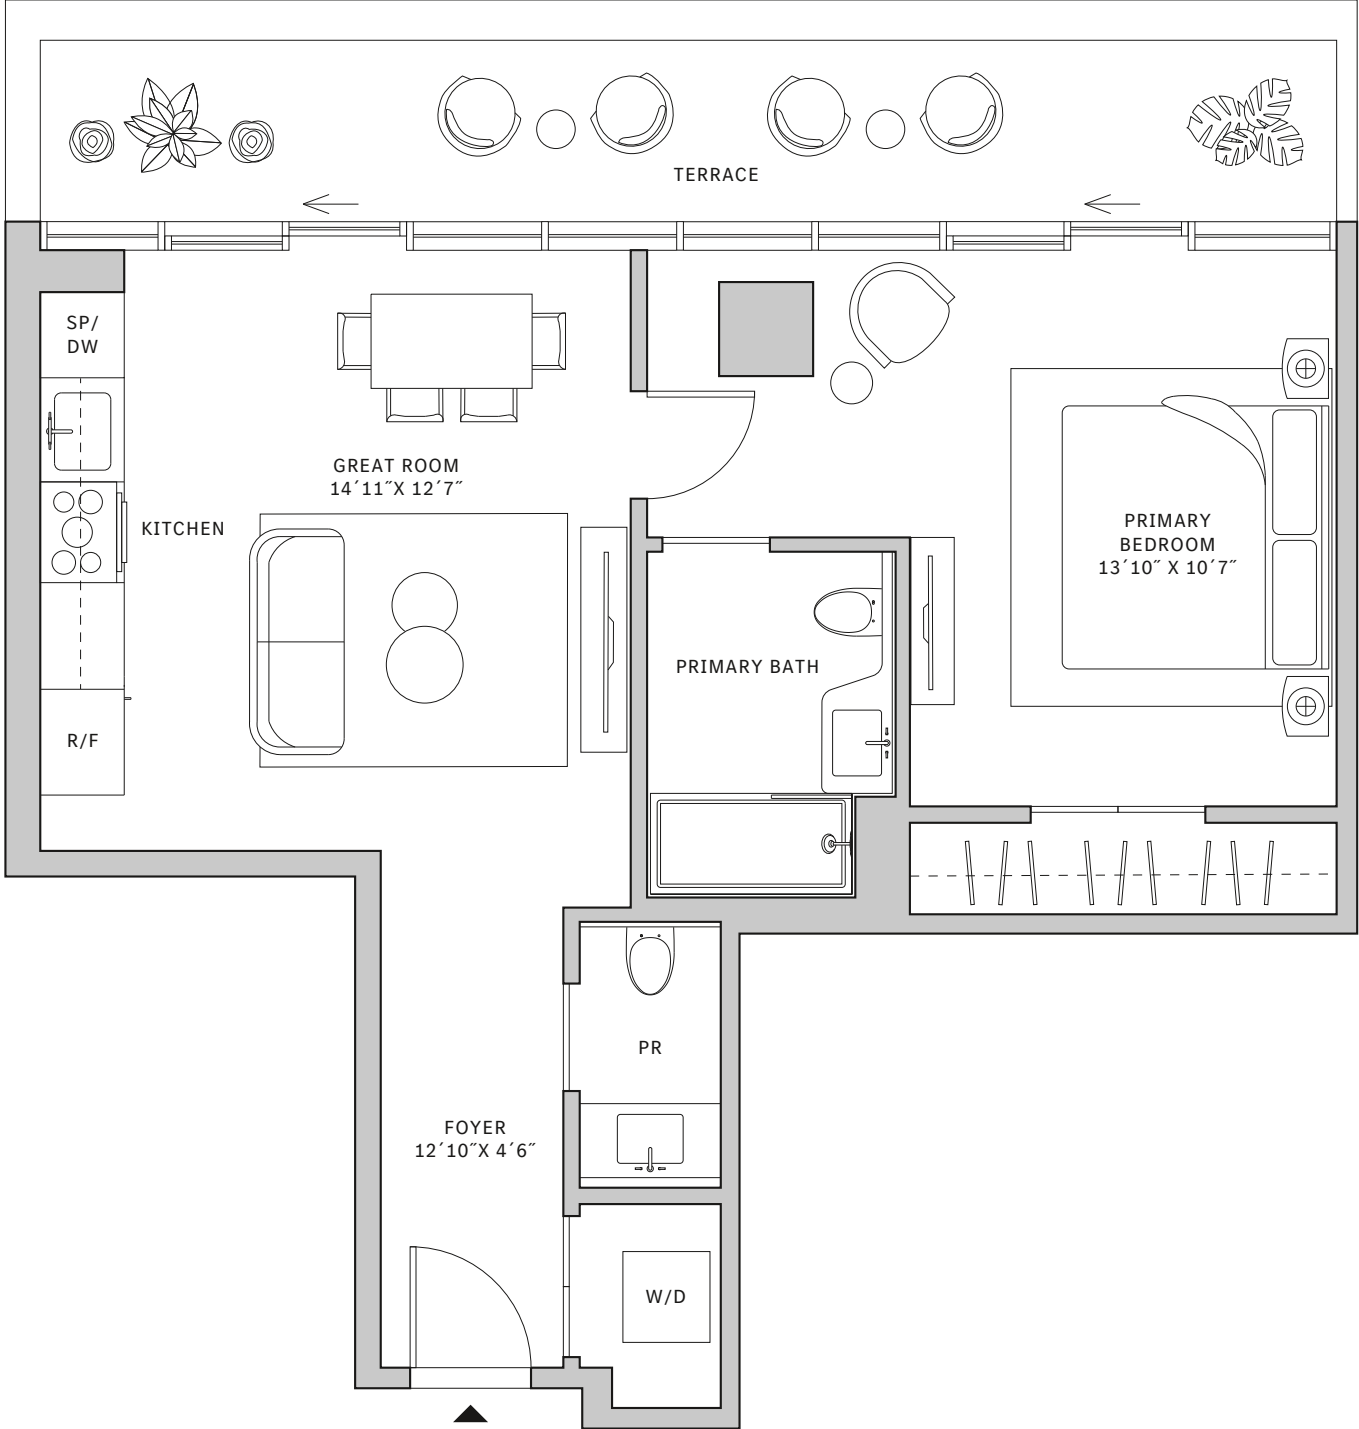 TERRACE
SP/
DW
GREAT ROOM
14´11˝X 12´7˝
KITCHEN
PRIMARY
BEDROOM
13´10˝ X 10´7˝
PRIMARY BATH
R/F
PR
FOYER
12´10˝X 4´6˝
W/D